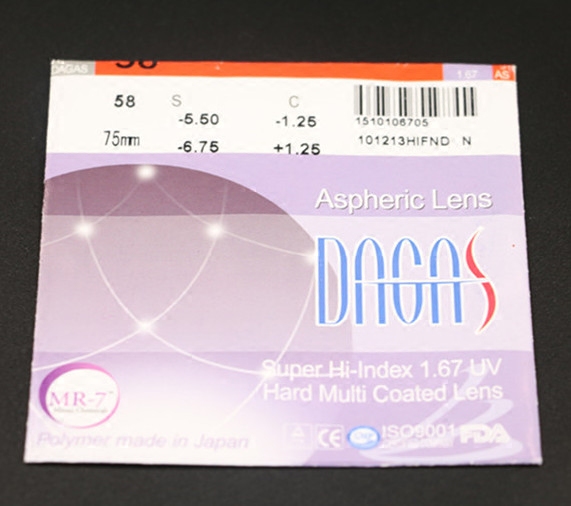 DAGAS 1.67 AS
58 S C
-5.50 -1.25
1510106705
75mm -6.75 +1.25
101213HIFND N
Aspheric Lens
DAGAS
Super Hi-Index 1.67 UV
Hard Multi Coated Lens
MR-7™
Polymer made in Japan
CE ISO9001 FDA